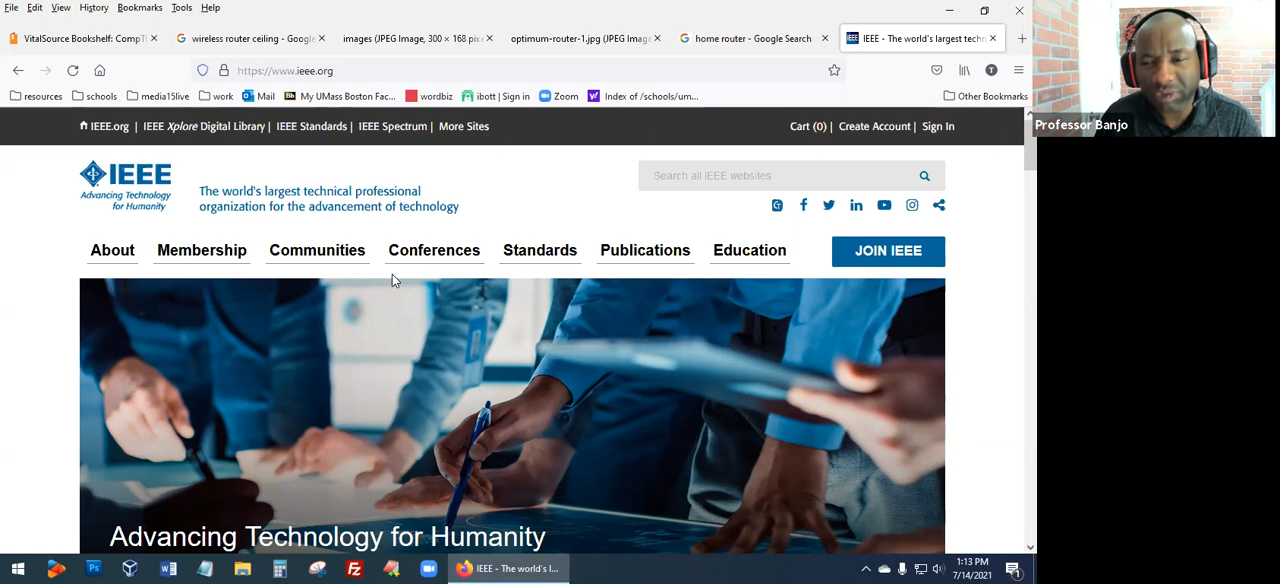 File Edit View History Bookmarks Tools Help
VitalSource Bookshelf: CompTI
wireless router ceiling - Google
images (JPEG Image, 300 × 168 pixe
optimum-router-1.jpg (JPEG Imag
home router - Google Search
IEEE - The world's largest techn
https://www.ieee.org
resources schools media15live work Mail My UMass Boston Fac... wordbiz ibott | Sign in Zoom Index of /schools/um... Other Bookmarks
IEEE.org | IEEE Xplore Digital Library | IEEE Standards | IEEE Spectrum | More Sites
Cart (0) | Create Account | Sign In
IEEE
Advancing Technology
for Humanity
The world's largest technical professional
organization for the advancement of technology
Search all IEEE websites
About Membership Communities Conferences Standards Publications Education JOIN IEEE
Advancing Technology for Humanity
Professor Banjo
IEEE - The world's l...
1:13 PM
7/14/2021